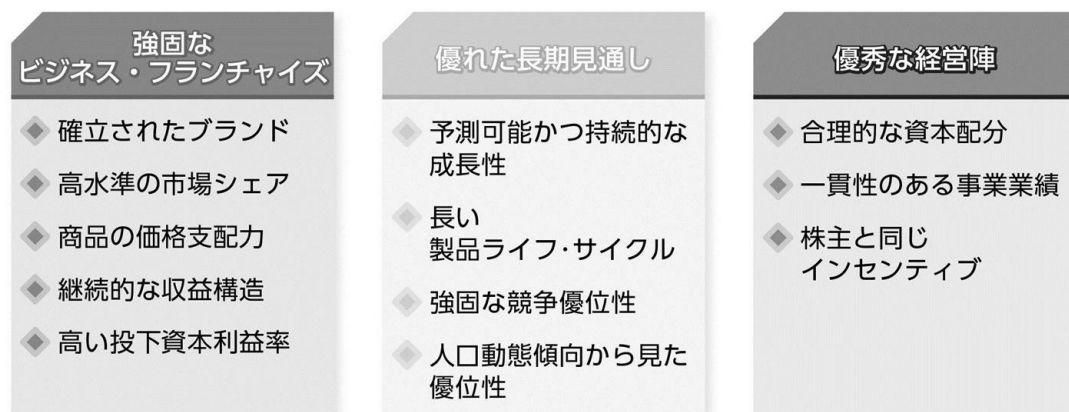 強固な
ビジネス・フランチャイズ
確立されたブランド
高水準の市場シェア
商品の価格支配力
継続的な収益構造
高い投下資本利益率
優れた長期見通し
予測可能かつ持続的な
成長性
長い
製品ライフ・サイクル
強固な競争優位性
人口動態傾向から見た
優位性
優秀な経営陣
合理的な資本配分
一貫性のある事業業績
株主と同じ
インセンティブ